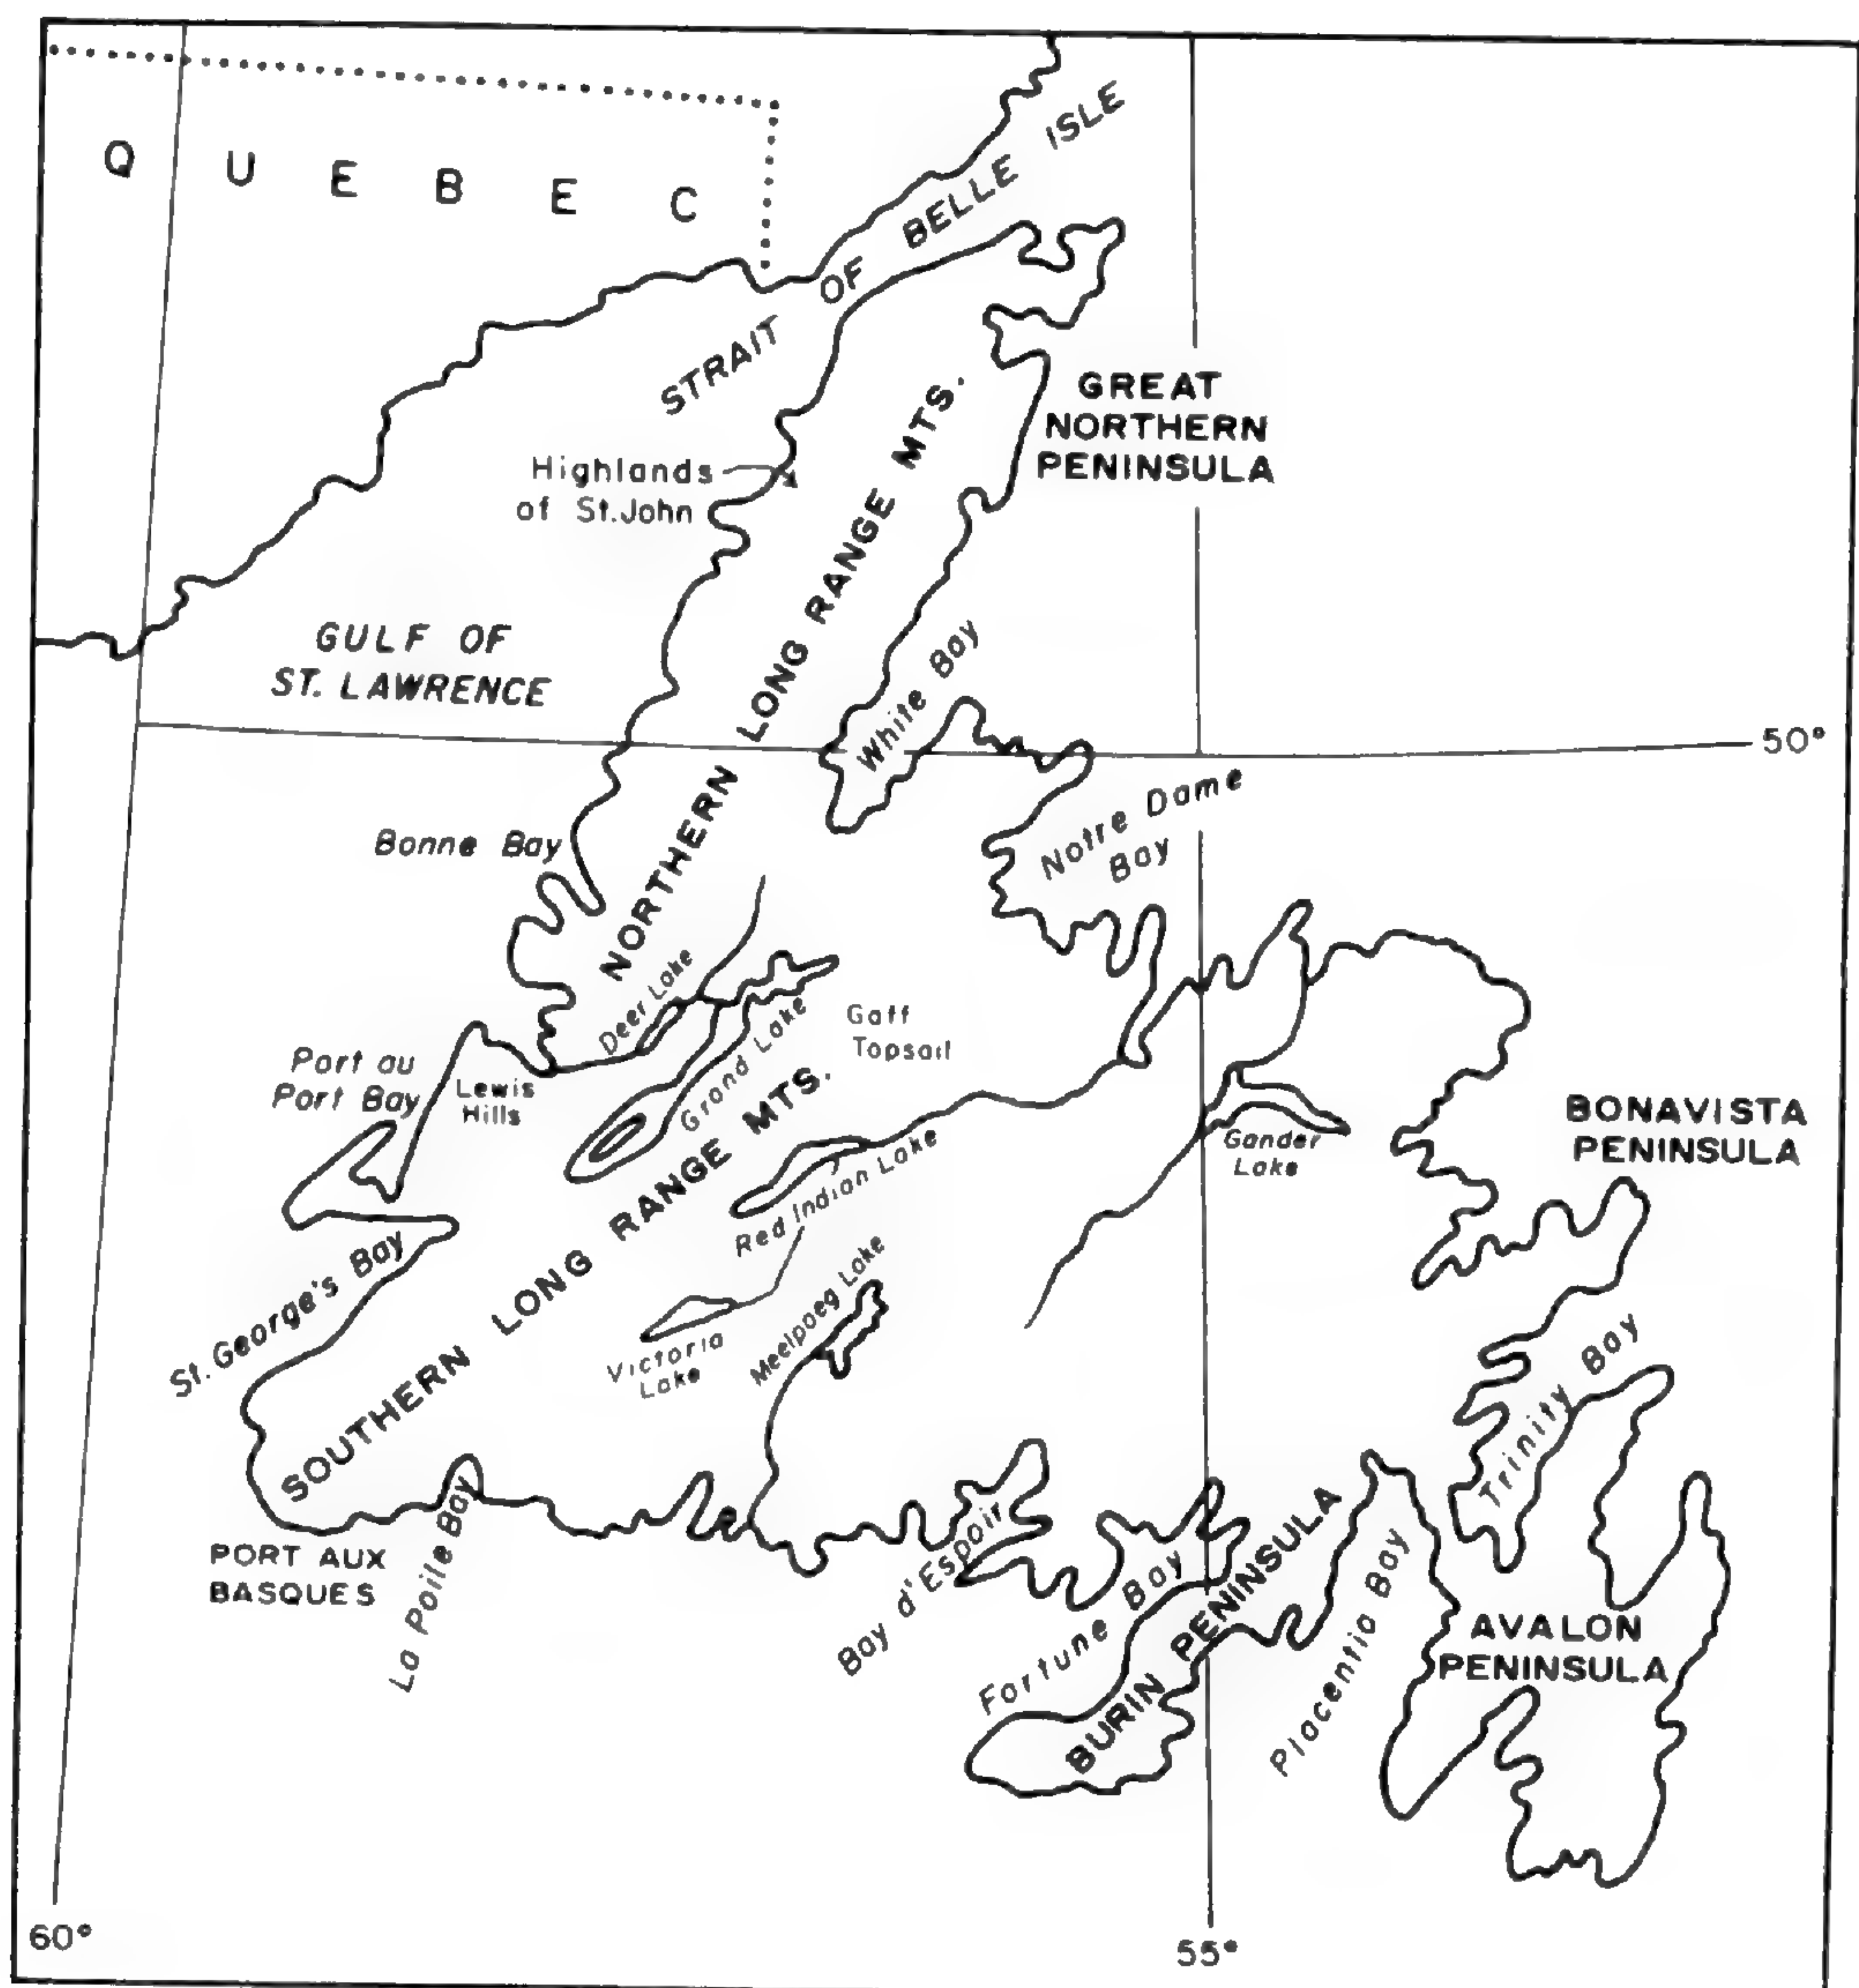 QUEBEC
STRAIT OF BELLE ISLE
GREAT
NORTHERN
PENINSULA
Highlands
of St. John
NORTHERN LONG RANGE MTS.
GULF OF
ST. LAWRENCE
White Bay
50°
Notre Dame
Bay
Bonne Bay
Deer Lake
Grand Lake
Gaff
Topsail
Port au
Port Bay
Lewis
Hills
BONAVISTA
PENINSULA
Gander
Lake
Red Indian Lake
St. George's Bay
SOUTHERN LONG RANGE MTS.
Victoria
Lake
Meelpaeg Lake
Trinity Bay
PORT AUX
BASQUES
La Poile Bay
Bay d'Espoir
Fortune Bay
BURIN PENINSULA
Placentia Bay
AVALON
PENINSULA
60°
55°